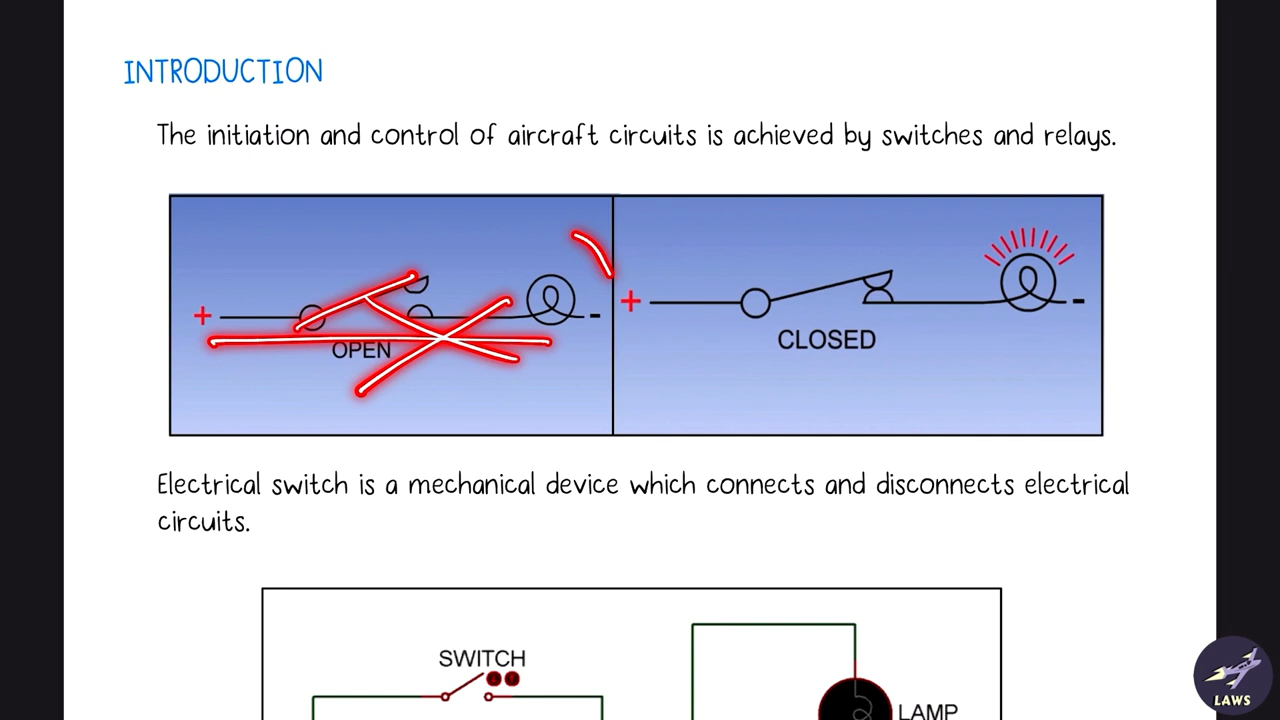 INTRODUCTION
The initiation and control of aircraft circuits is achieved by switches and relays.
+ -
OPEN
+ -
CLOSED
Electrical switch is a mechanical device which connects and disconnects electrical
circuits.
SWITCH
LAMP
LAWS